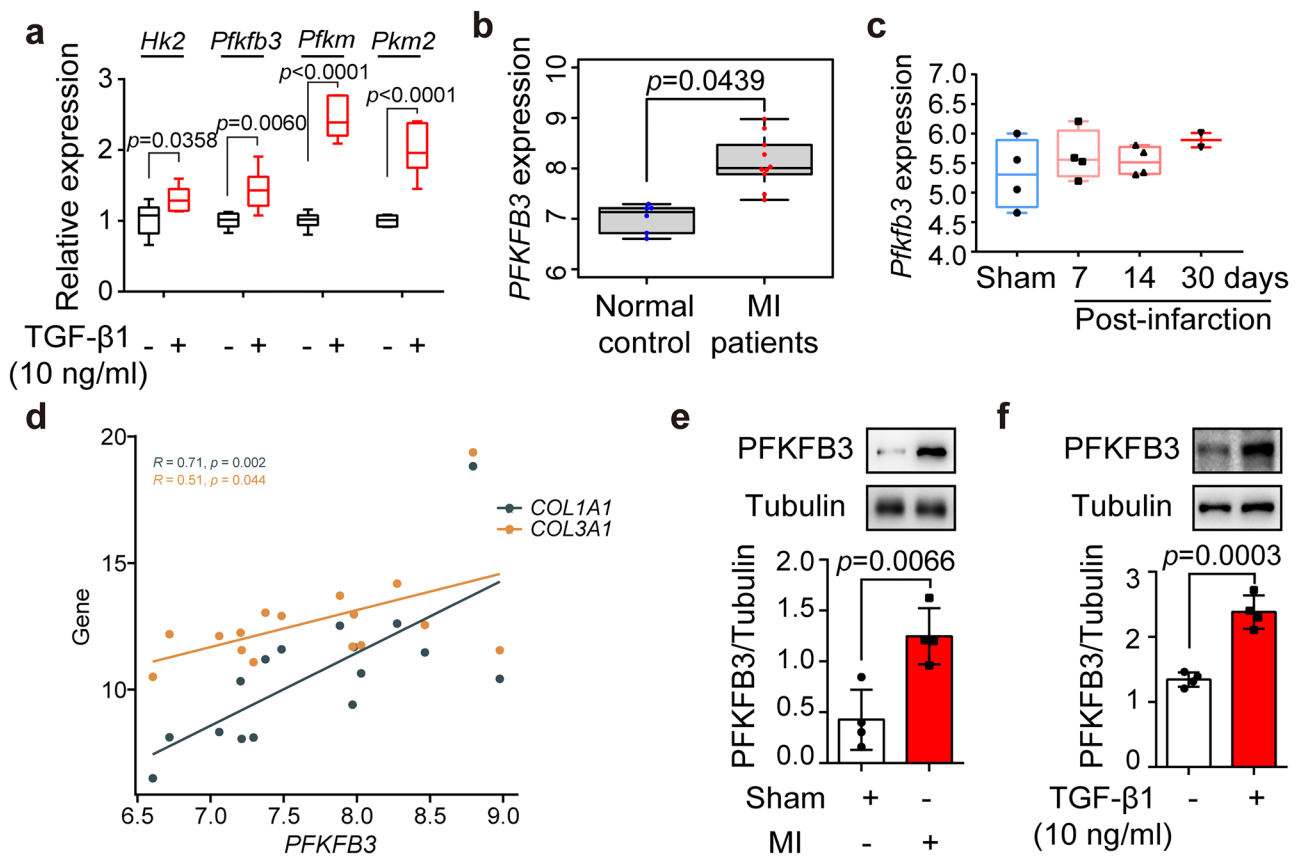 a
Hk2 Pfkfb3 Pfkm Pkm2
Relative expression
3
2
1
0
p=0.0358
p=0.0060
p<0.0001
p<0.0001
TGF-β1 - + - + - + - +
(10 ng/ml)
b
PFKFB3 expression
10
9
8
7
6
p=0.0439
Normal
control
MI
patients
c
Pfkfb3 expression
7.0
6.5
6.0
5.5
5.0
4.5
4.0
Sham 7 14 30 days
Post-infarction
d
Gene
20
15
10
R = 0.71, p = 0.002
R = 0.51, p = 0.044
COL1A1
COL3A1
6.5 7.0 7.5 8.0 8.5 9.0
PFKFB3
e
PFKFB3
Tubulin
PFKFB3/Tubulin
2.0
1.5
1.0
0.5
0.0
p=0.0066
Sham + -
MI - +
f
PFKFB3
Tubulin
PFKFB3/Tubulin
3
2
1
0
p=0.0003
TGF-β1 - +
(10 ng/ml)